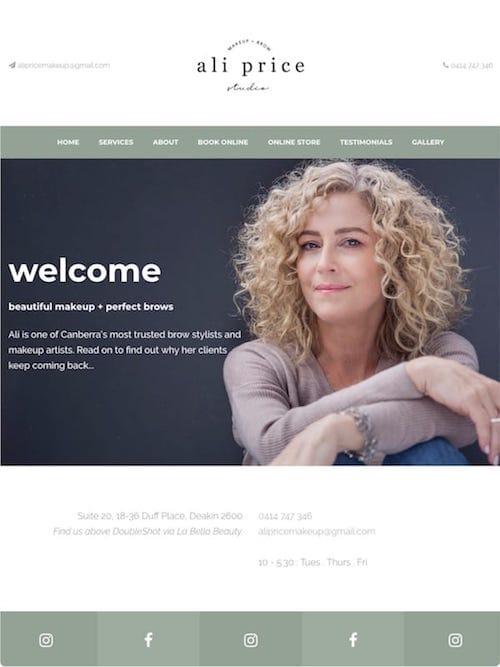 MAKEUP + BROW
alipricemakeup@gmail.com
ali price
0414 747 346
studio
HOME SERVICES ABOUT BOOK ONLINE ONLINE STORE TESTIMONIALS GALLERY
welcome
beautiful makeup + perfect brows
Ali is one of Canberra's most trusted brow stylists and
makeup artists. Read on to find out why her clients
keep coming back...
Suite 20, 18-36 Duff Place, Deakin 2600
Find us above DoubleShot via La Bella Beauty.
0414 747 346
alipricemakeup@gmail.com
10 - 5.30 : Tues . Thurs . Fri